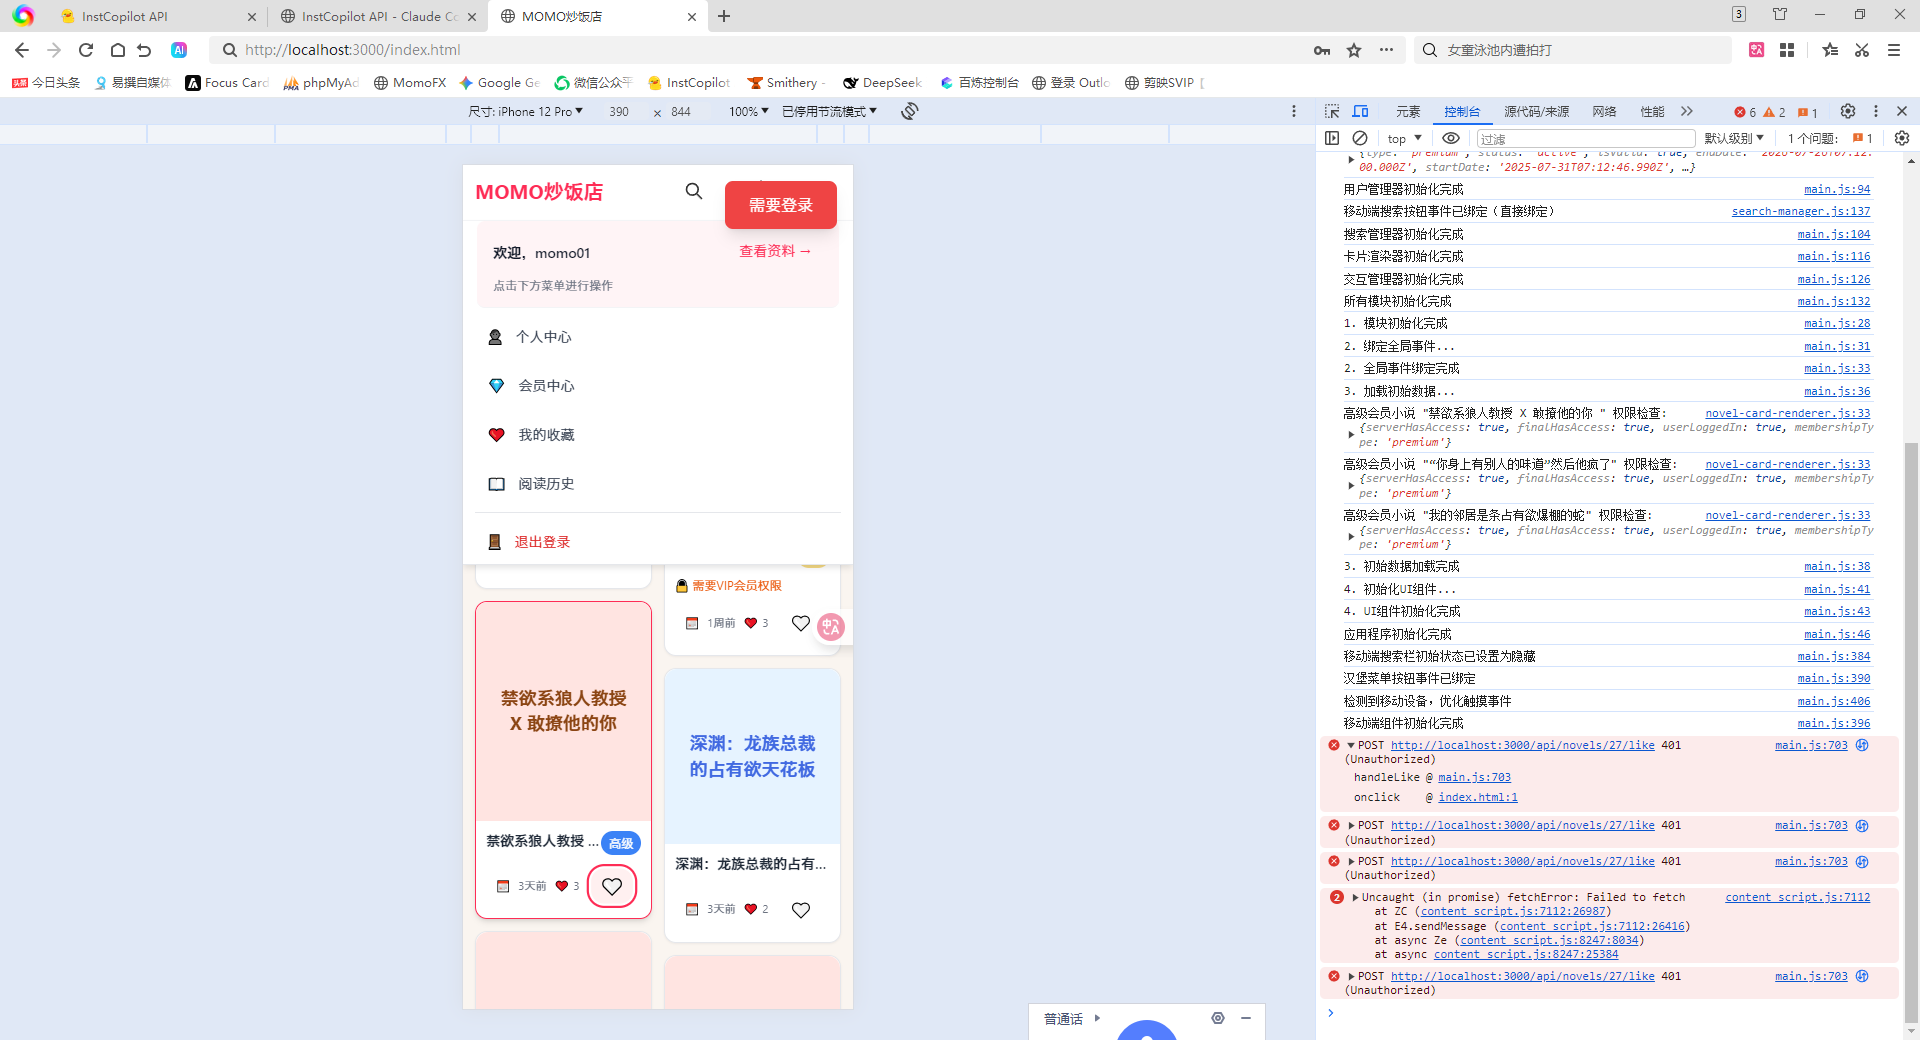 InstCopilot API
InstCopilot API - Claude Co
MOMO炒饭店
3
http://localhost:3000/index.html
女童泳池内遭拍打
今日头条
易撰自媒体
Focus Card
phpMyAd
MomoFX
Google Ge
微信公众平
InstCopilot
Smithery -
DeepSeek
百炼控制台
登录 Outlo
剪映SVIP [
尺寸: iPhone 12 Pro
390
×
844
100%
已停用节流模式
元素
控制台
源代码/来源
网络
性能
6
2
1
top
过滤
默认级别
1 个问题:
1
MOMO炒饭店
需要登录
欢迎，momo01
查看资料 →
点击下方菜单进行操作
个人中心
会员中心
我的收藏
阅读历史
退出登录
需要VIP会员权限
1周前
3
禁欲系狼人教授
X 敢撩他的你
禁欲系狼人教授 ...
高级
3天前
3
深渊：龙族总裁
的占有欲天花板
深渊：龙族总裁的占有...
3天前
2
普通话
{type: 'premium', status: 'active', isValid: true, endDate: '2026-07-26T07:12:
00.000Z', startDate: '2025-07-31T07:12:46.990Z', …}
用户管理器初始化完成 main.js:94
移动端搜索按钮事件已绑定（直接绑定） search-manager.js:137
搜索管理器初始化完成 main.js:104
卡片渲染器初始化完成 main.js:116
交互管理器初始化完成 main.js:126
所有模块初始化完成 main.js:132
1. 模块初始化完成 main.js:28
2. 绑定全局事件... main.js:31
2. 全局事件绑定完成 main.js:33
3. 加载初始数据... main.js:36
高级会员小说 "禁欲系狼人教授 X 敢撩他的你 " 权限检查: novel-card-renderer.js:33
{serverHasAccess: true, finalHasAccess: true, userLoggedIn: true, membershipTy
pe: 'premium'}
高级会员小说 "“你身上有别人的味道”然后他疯了" 权限检查: novel-card-renderer.js:33
{serverHasAccess: true, finalHasAccess: true, userLoggedIn: true, membershipTy
pe: 'premium'}
高级会员小说 "我的邻居是条占有欲爆棚的蛇" 权限检查: novel-card-renderer.js:33
{serverHasAccess: true, finalHasAccess: true, userLoggedIn: true, membershipTy
pe: 'premium'}
3. 初始数据加载完成 main.js:38
4. 初始化UI组件... main.js:41
4. UI组件初始化完成 main.js:43
应用程序初始化完成 main.js:46
移动端搜索栏初始状态已设置为隐藏 main.js:384
汉堡菜单按钮事件已绑定 main.js:390
检测到移动设备，优化触摸事件 main.js:406
移动端组件初始化完成 main.js:396
POST http://localhost:3000/api/novels/27/like 401 main.js:703
(Unauthorized)
handleLike @ main.js:703
onclick @ index.html:1
POST http://localhost:3000/api/novels/27/like 401 main.js:703
(Unauthorized)
POST http://localhost:3000/api/novels/27/like 401 main.js:703
(Unauthorized)
2 Uncaught (in promise) fetchError: Failed to fetch content script.js:7112
at ZC (content script.js:7112:26987)
at E4.sendMessage (content script.js:7112:26416)
at async Ze (content script.js:8247:8034)
at async content script.js:8247:25384
POST http://localhost:3000/api/novels/27/like 401 main.js:703
(Unauthorized)